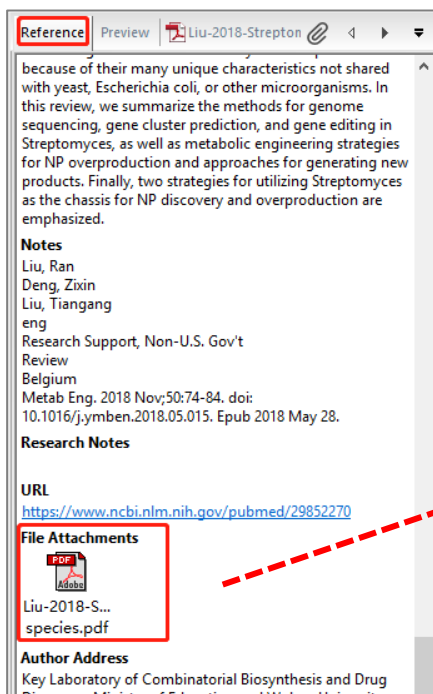 Reference Preview Liu-2018-Strepton
because of their many unique characteristics not shared
with yeast, Escherichia coli, or other microorganisms. In
this review, we summarize the methods for genome
sequencing, gene cluster prediction, and gene editing in
Streptomyces, as well as metabolic engineering strategies
for NP overproduction and approaches for generating new
products. Finally, two strategies for utilizing Streptomyces
as the chassis for NP discovery and overproduction are
emphasized.
Notes
Liu, Ran
Deng, Zixin
Liu, Tiangang
eng
Research Support, Non-U.S. Gov't
Review
Belgium
Metab Eng. 2018 Nov;50:74-84. doi:
10.1016/j.ymben.2018.05.015. Epub 2018 May 28.
Research Notes
URL
https://www.ncbi.nlm.nih.gov/pubmed/29852270
File Attachments
PDF
Adobe
Liu-2018-S...
species.pdf
Author Address
Key Laboratory of Combinatorial Biosynthesis and Drug